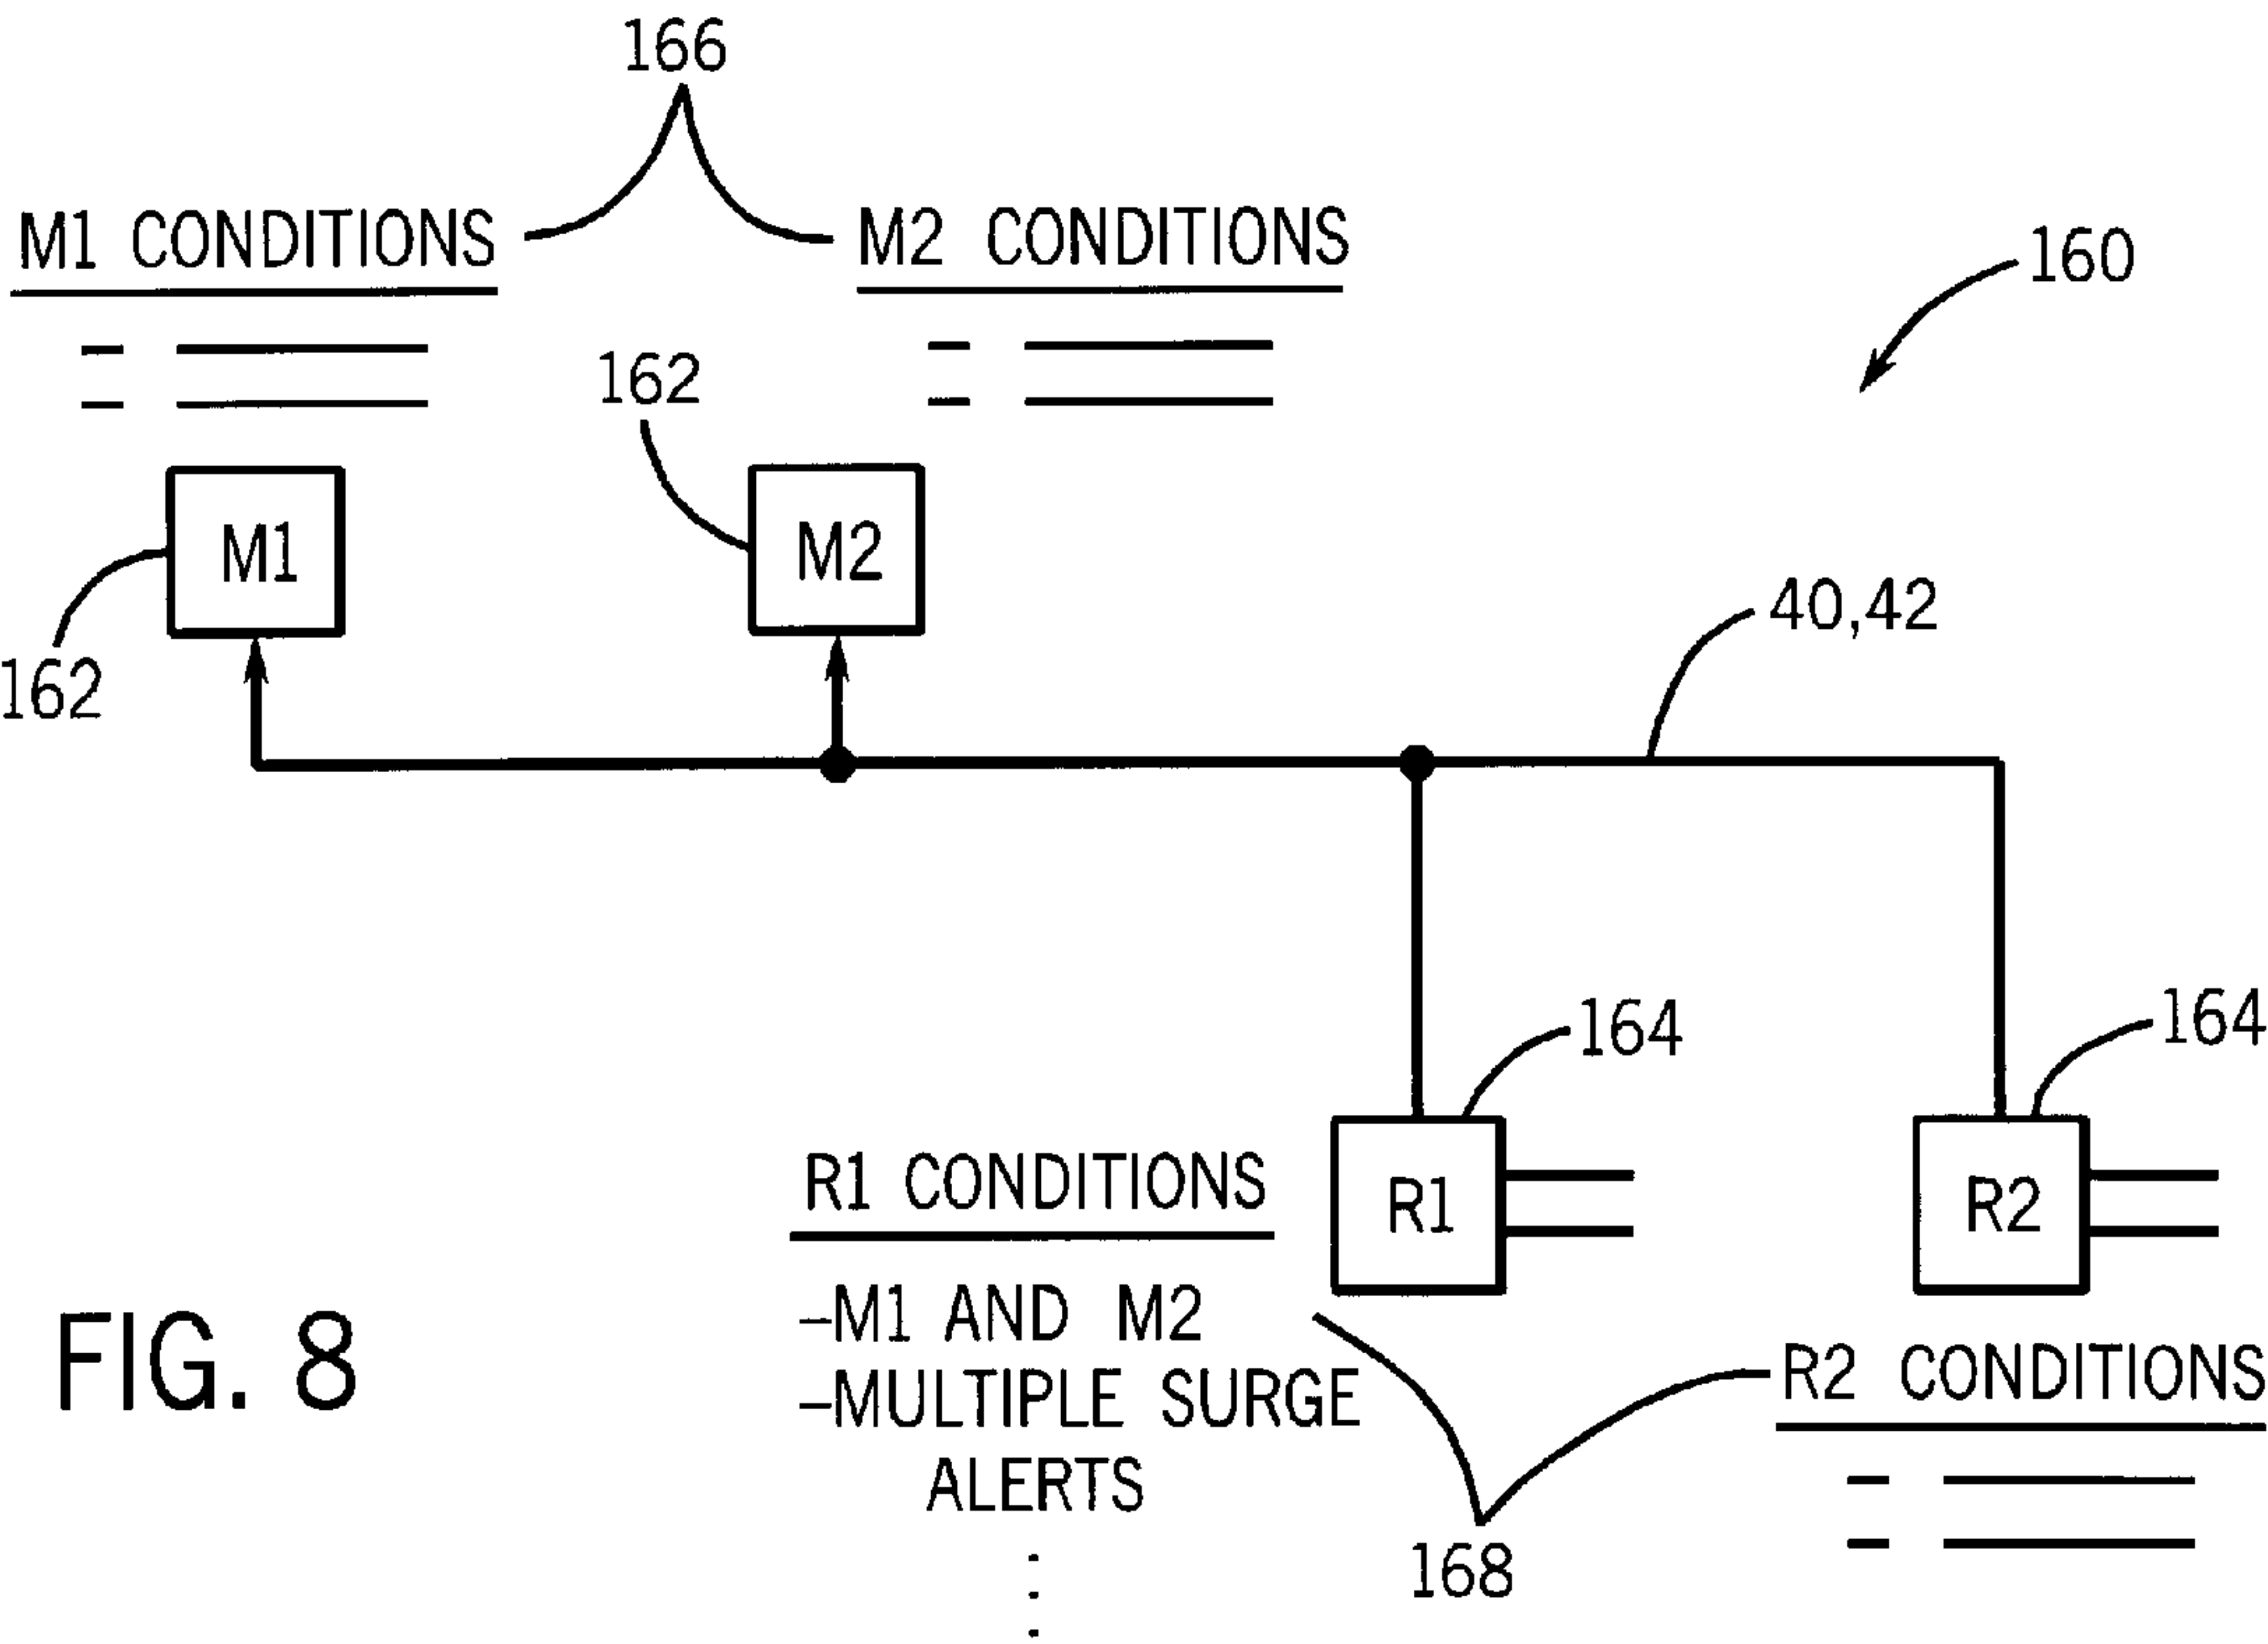 166
M1 CONDITIONS
M2 CONDITIONS
160
162
M1
M2
162
40,42
164
164
R1 CONDITIONS
R1
R2
–M1 AND M2
–MULTIPLE SURGE
ALERTS
R2 CONDITIONS
168
FIG. 8